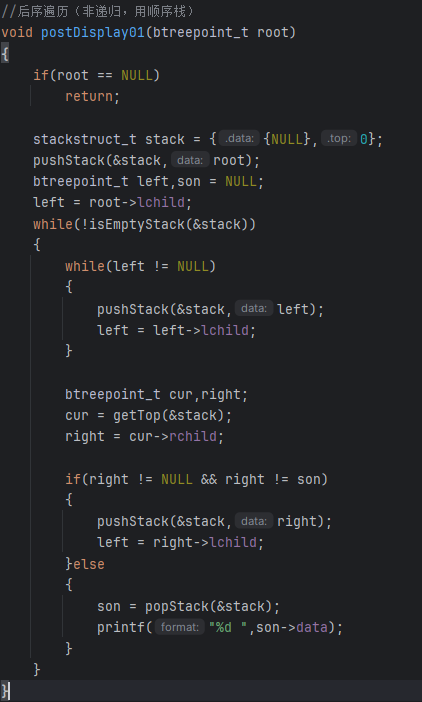 //后序遍历（非递归，用顺序栈）
void postDisplay01(btreepoint_t root)
{
    if(root == NULL)
        return;
    stackstruct_t stack = { .data: {NULL}, .top: 0};
    pushStack(&stack, data: root);
    btreepoint_t left,son = NULL;
    left = root->lchild;
    while(!isEmptyStack(&stack))
    {
        while(left != NULL)
        {
            pushStack(&stack, data: left);
            left = left->lchild;
        }
        btreepoint_t cur,right;
        cur = getTop(&stack);
        right = cur->rchild;
        if(right != NULL && right != son)
        {
            pushStack(&stack, data: right);
            left = right->lchild;
        }else
        {
            son = popStack(&stack);
            printf( format: "%d ",son->data);
        }
    }
}